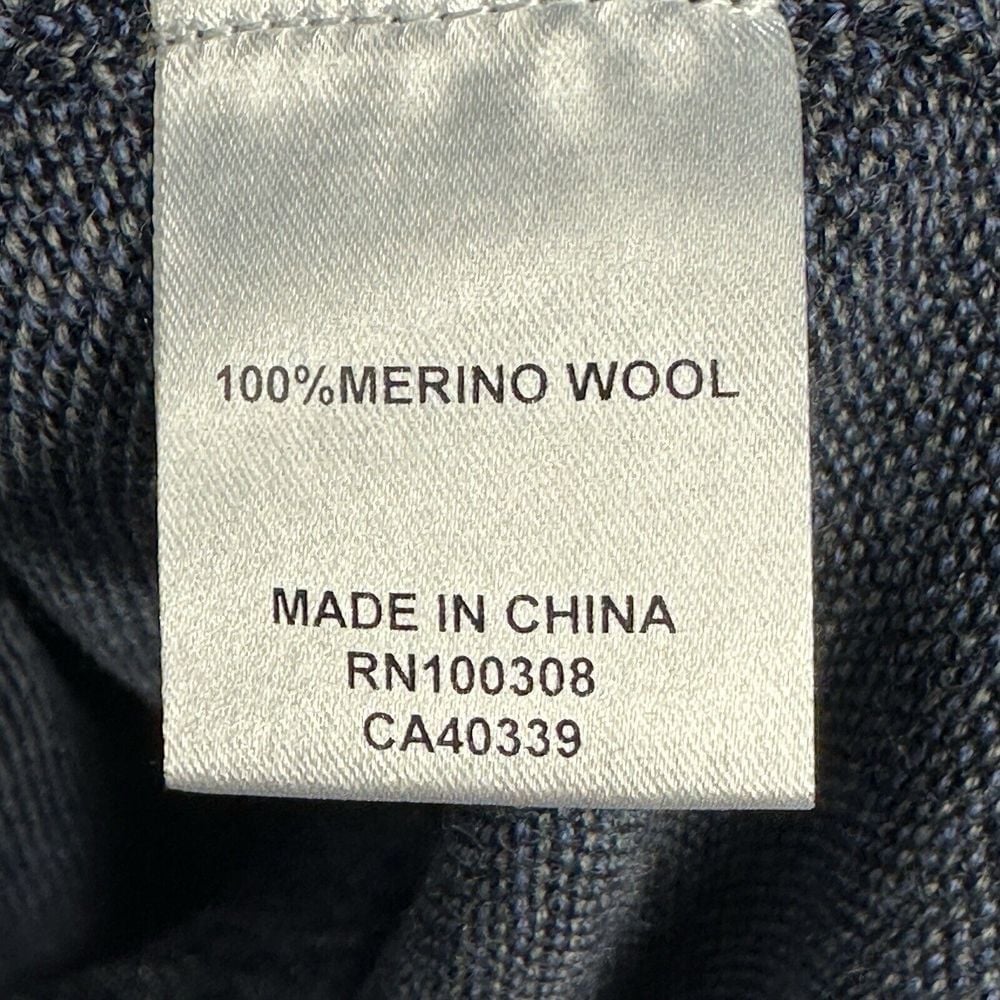 100%MERINO WOOL
MADE IN CHINA
RN100308
CA40339